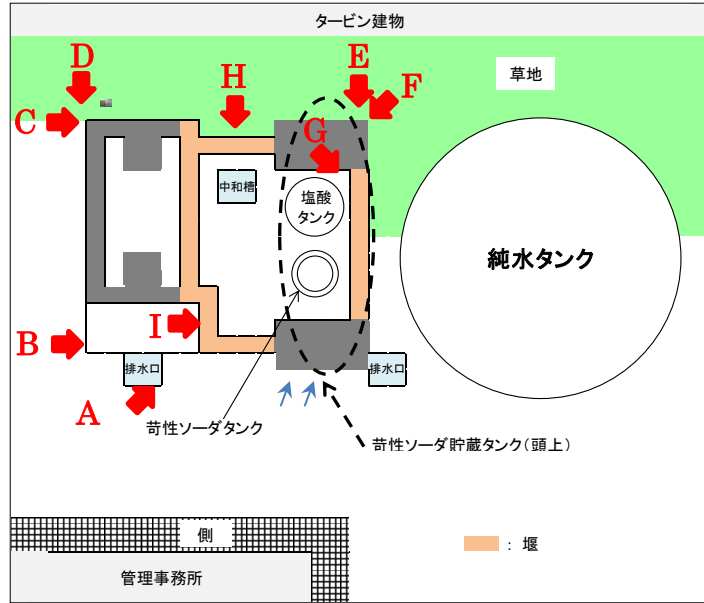 タービン建物
D
E
H
F
草地
C
G
中和槽
塩酸
タンク
純水タンク
I
B
排水口
排水口
A
苛性ソーダタンク
苛性ソーダ貯蔵タンク(頭上)
側
: 堰
管理事務所